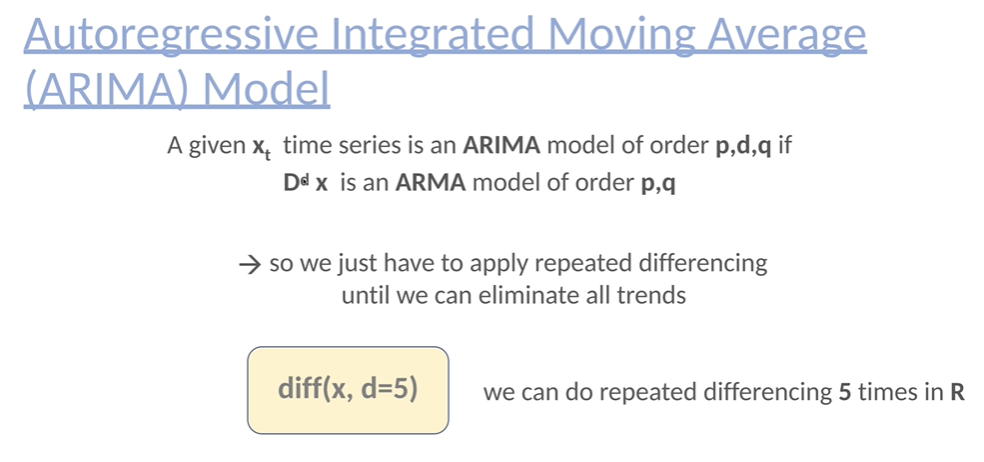 Autoregressive Integrated Moving Average
(ARIMA) Model
A given xt time series is an ARIMA model of order p,d,q if
Dd x is an ARMA model of order p,q
→ so we just have to apply repeated differencing
until we can eliminate all trends
diff(x, d=5)
we can do repeated differencing 5 times in R